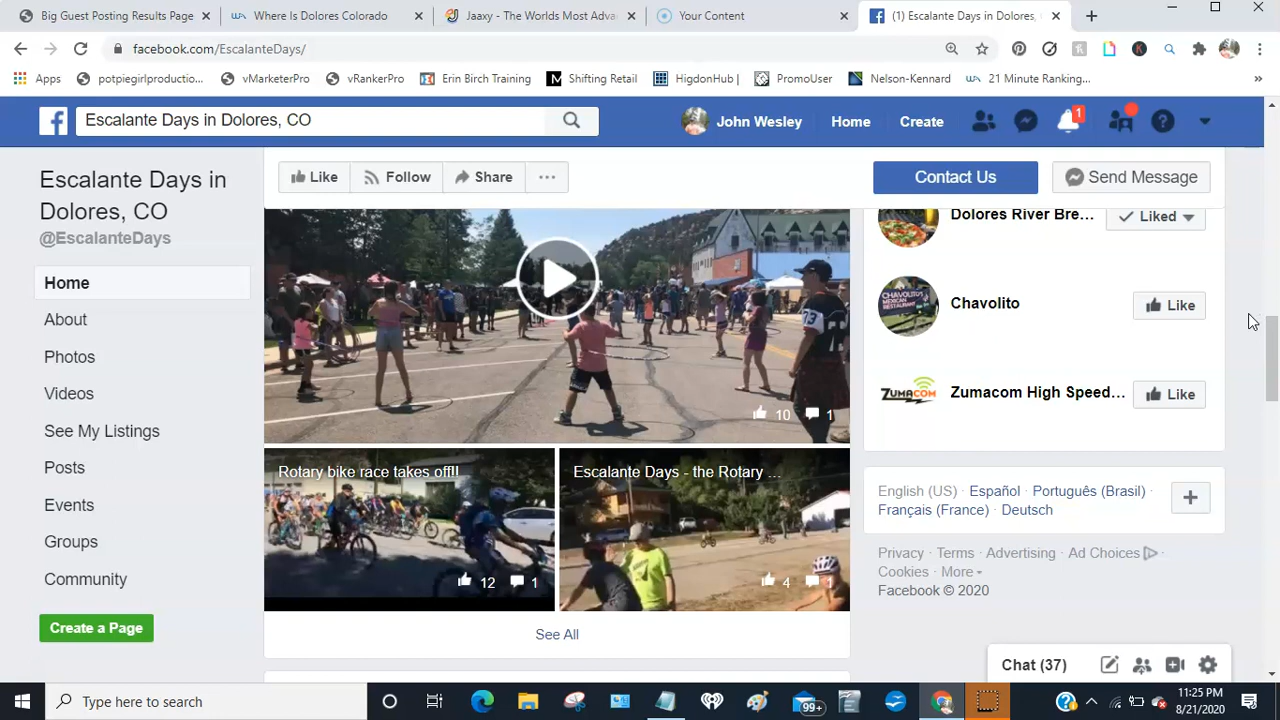 Big Guest Posting Results Page
Where Is Dolores Colorado
Jaaxy - The Worlds Most Adva
Your Content
(1) Escalante Days in Dolores,
facebook.com/EscalanteDays/
Apps
potpiegirlproductio...
vMarketerPro
vRankerPro
Erin Birch Training
Shifting Retail
HigdonHub |
PromoUser
Nelson-Kennard
21 Minute Ranking...
Escalante Days in Dolores, CO
John Wesley
Home
Create
1
Escalante Days in
Dolores, CO
@EscalanteDays
Like
Follow
Share
Contact Us
Send Message
Home
About
Photos
Videos
See My Listings
Posts
Events
Groups
Community
Create a Page
10
1
Rotary bike race takes off!!
12
1
Escalante Days - the Rotary ...
4
1
See All
Dolores River Bre...
Liked
CHAVOLITO'S
MEXICAN
RESTAURANT
Chavolito
Like
ZUMACOM
Zumacom High Speed...
Like
English (US) · Español · Português (Brasil) ·
Français (France) · Deutsch
Privacy · Terms · Advertising · Ad Choices ·
Cookies · More
Facebook © 2020
Chat (37)
Type here to search
99+
11:25 PM
8/21/2020